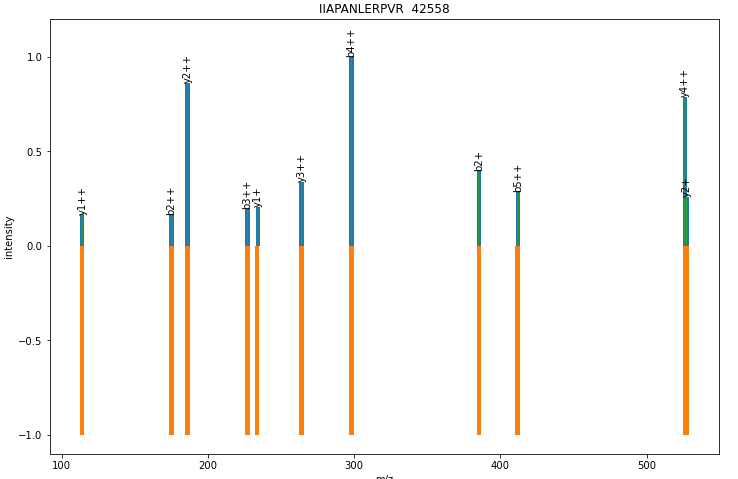 IIAPANLERPVR 42558
intensity
1.0
0.5
0.0
−0.5
−1.0
y1++
b2++
y2++
b3++
y1+
y3++
b4++
b2+
b5++
y4++
y2+
100 200 300 400 500
m/z